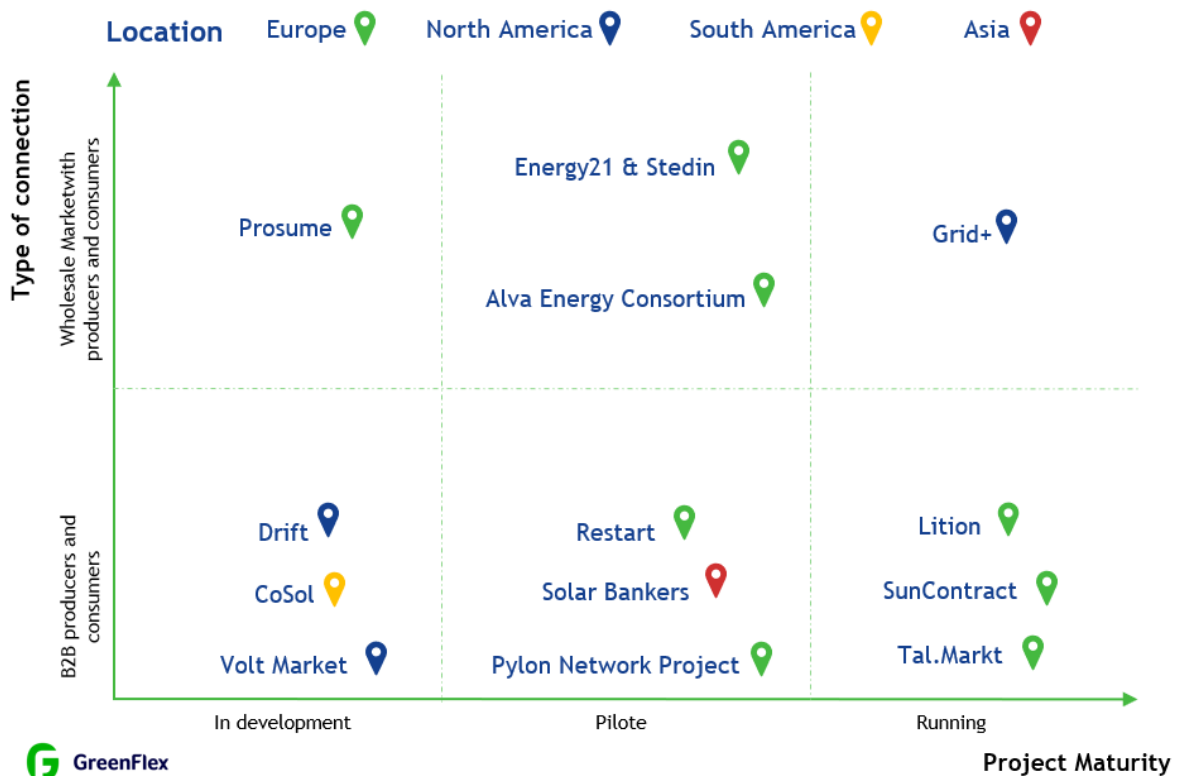 Location
Europe
North America
South America
Asia
Type of connection
Wholesale Marketwith
producers and consumers
Energy21 & Stedin
Prosume
Grid+
Alva Energy Consortium
B2B producers and
consumers
Drift
Restart
Lition
CoSol
Solar Bankers
SunContract
Volt Market
Pylon Network Project
Tal.Markt
In development
Pilote
Running
GreenFlex
Project Maturity